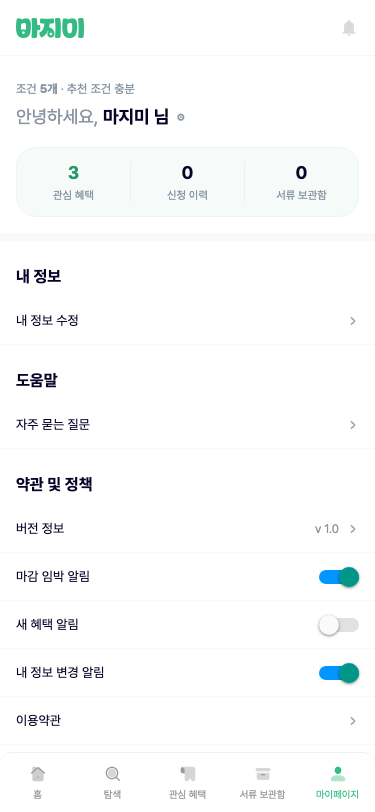 마지미
조건 5개 · 추천 조건 충분
안녕하세요, 마지미 님
3
관심 혜택
0
신청 이력
0
서류 보관함
내 정보
내 정보 수정
도움말
자주 묻는 질문
약관 및 정책
버전 정보 v 1.0
마감 임박 알림
새 혜택 알림
내 정보 변경 알림
이용약관
홈 탐색 관심 혜택 서류 보관함 마이페이지